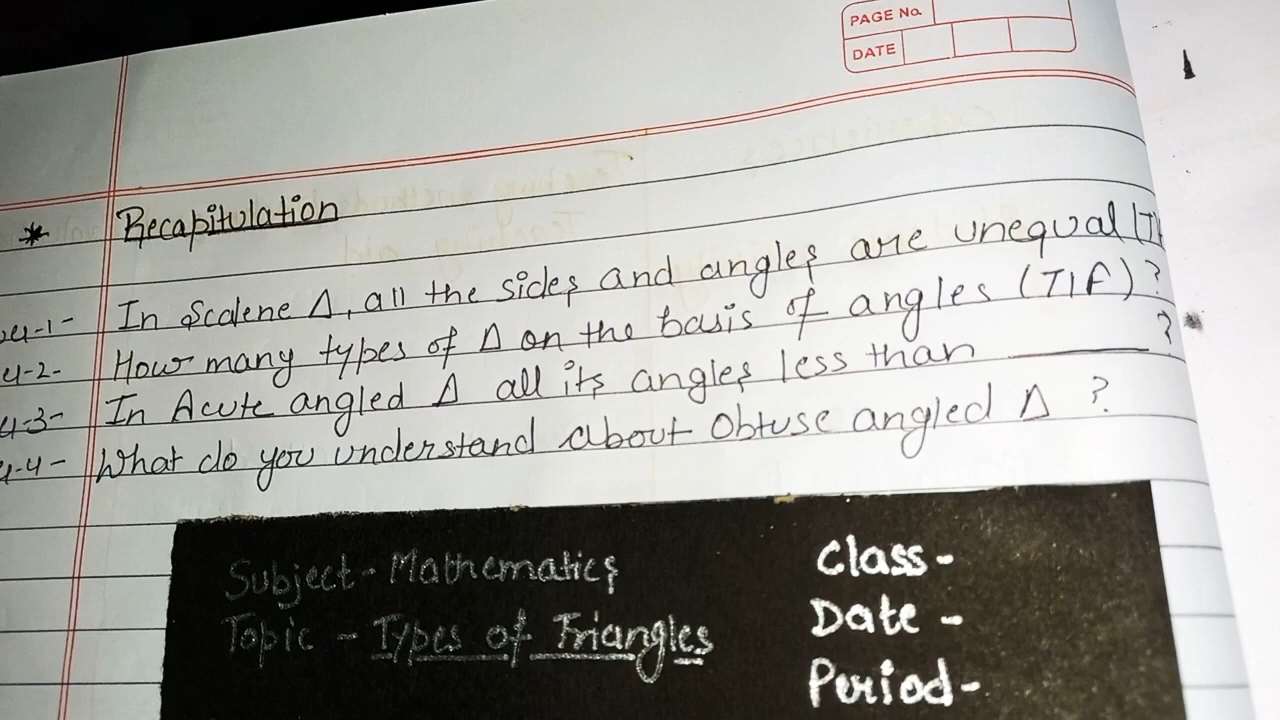 PAGE No.
DATE
* Recapitulation
In Scalene Δ, all the sides and angles are unequal
How many types of Δ on the basis of angles (T/F) ?
In Acute angled Δ all its angles less than ______ ?
What do you understand about Obtuse angled Δ ?
Subject - Mathematics
Topic - Types of Triangles
Class -
Date -
Period -